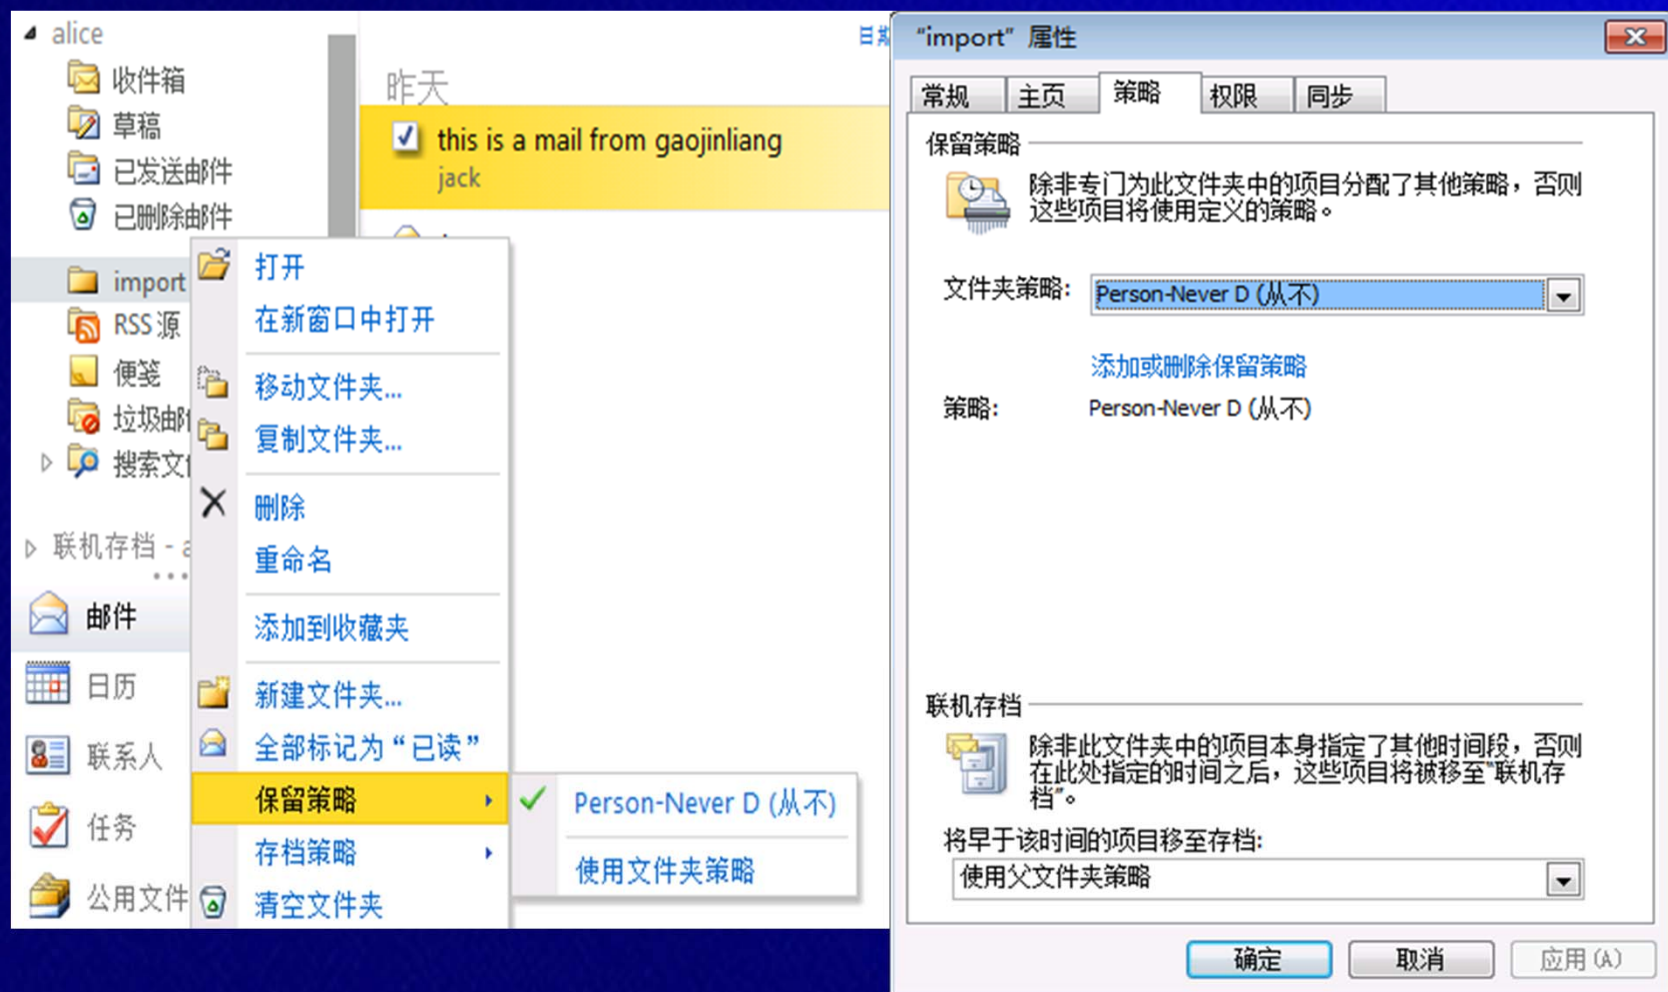 alice
收件箱
草稿
已发送邮件
已删除邮件
import
RSS 源
便笺
垃圾邮
搜索文
联机存档 - a
邮件
日历
联系人
任务
公用文件
日期
昨天
this is a mail from gaojinliang
jack
打开
在新窗口中打开
移动文件夹...
复制文件夹...
删除
重命名
添加到收藏夹
新建文件夹...
全部标记为“已读”
保留策略
存档策略
清空文件夹
Person-Never D (从不)
使用文件夹策略
“import” 属性
常规 主页 策略 权限 同步
保留策略
除非专门为此文件夹中的项目分配了其他策略，否则
这些项目将使用定义的策略。
文件夹策略: Person-Never D (从不)
添加或删除保留策略
策略: Person-Never D (从不)
联机存档
除非此文件夹中的项目本身指定了其他时间段，否则
在此处指定的时间之后，这些项目将被移至“联机存
档”。
将早于该时间的项目移至存档:
使用父文件夹策略
确定 取消 应用(A)